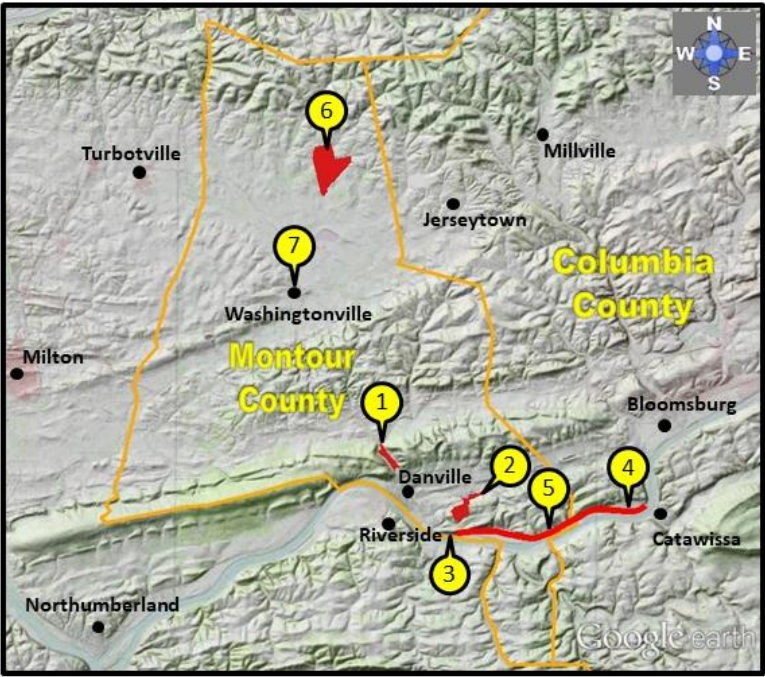 N
W E
S
6
Turbotville
Millville
Jerseytown
7
Columbia
County
Washingtonville
Montour
County
Milton
1
Bloomsburg
2
4
Danville
5
Riverside
Catawissa
3
Northumberland
Google earth